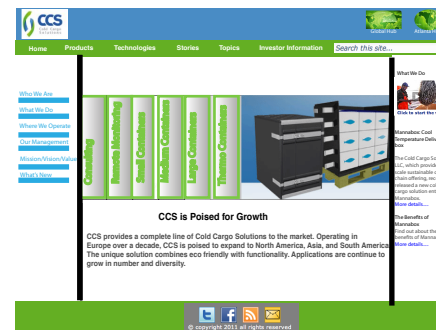 CCS
Cold Cargo
Solutions
Global Hub
Home Products Technologies Stories Topics Investor Information Search this site...
Who We Are
What We Do
Where We Operate
Our Management
Mission/Vision/Value
What's New
Consulting
Remote Monitoring
Containers
Medium Containers
Large Containers
Thermo Containers
CCS is Poised for Growth
CCS provides a complete line of Cold Cargo Solutions to the market. Operating in
Europe over a decade, CCS is poised to expand to North America, Asia, and South America
The unique solution combines eco friendly with functionality. Applications are continue to
grow in number and diversity.
What We Do
Click to start the
Mannabox: Cool
Temperature Deliv
box
The Cold Cargo So
LLC, which provid
scale sustainable c
chain offering, rec
released a new col
cargo solution ent
Mannabox.
More details....
The Benefits of
Mannabox
Find out about the
benefits of Manna
More details....
© copyright 2011 all rights reserved